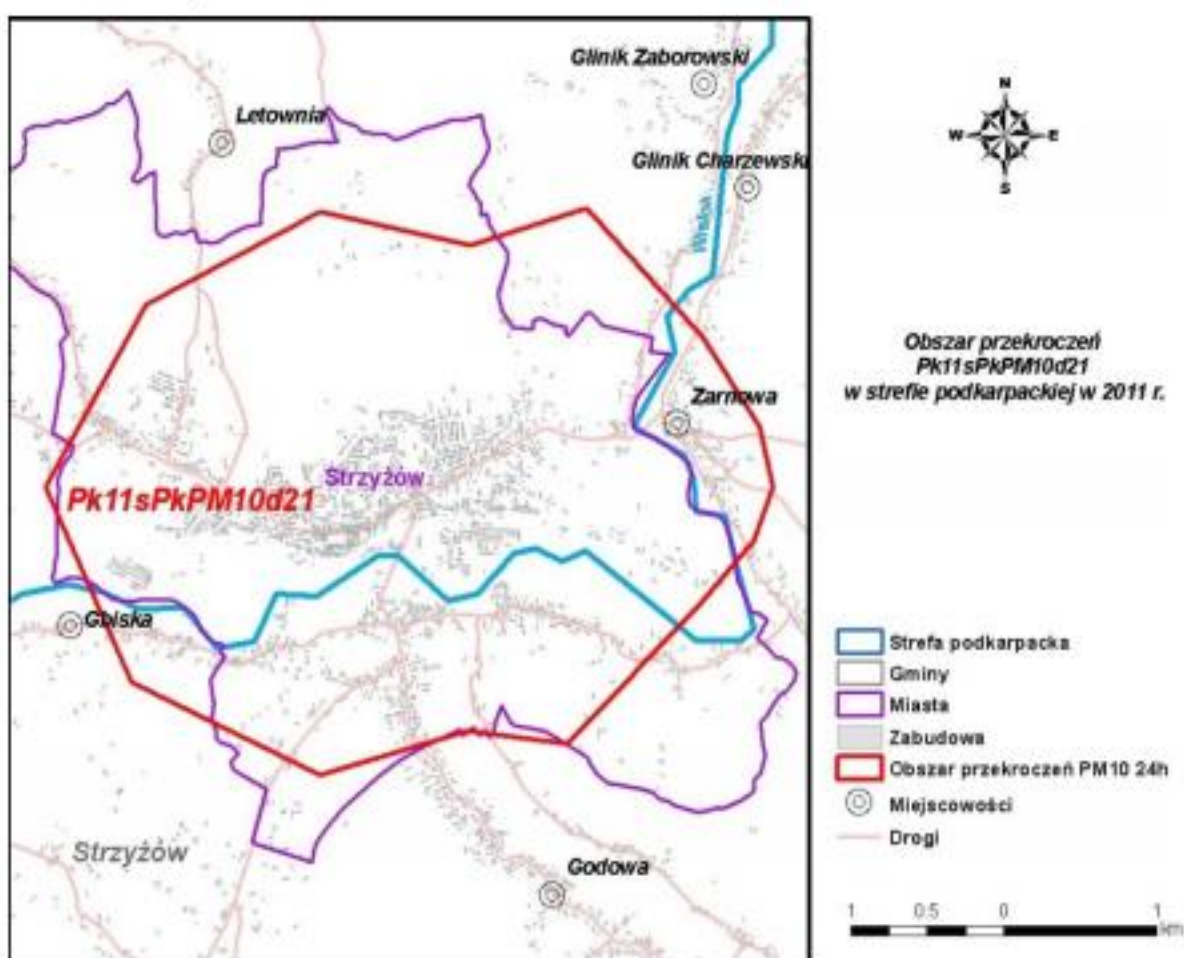 Glinik Zaborowski
Letownia
Glinik Charzewski
Wisłok
Zarnowa
Strzyżów
Pk11sPkPM10d21
Gbiska
Strzyżów
Godowa
N
W E
S
Obszar przekroczeń
Pk11sPkPM10d21
w strefie podkarpackiej w 2011 r.
Strefa podkarpacka
Gminy
Miasta
Zabudowa
Obszar przekroczeń PM10 24h
Miejscowości
Drogi
1 0.5 0 1
km